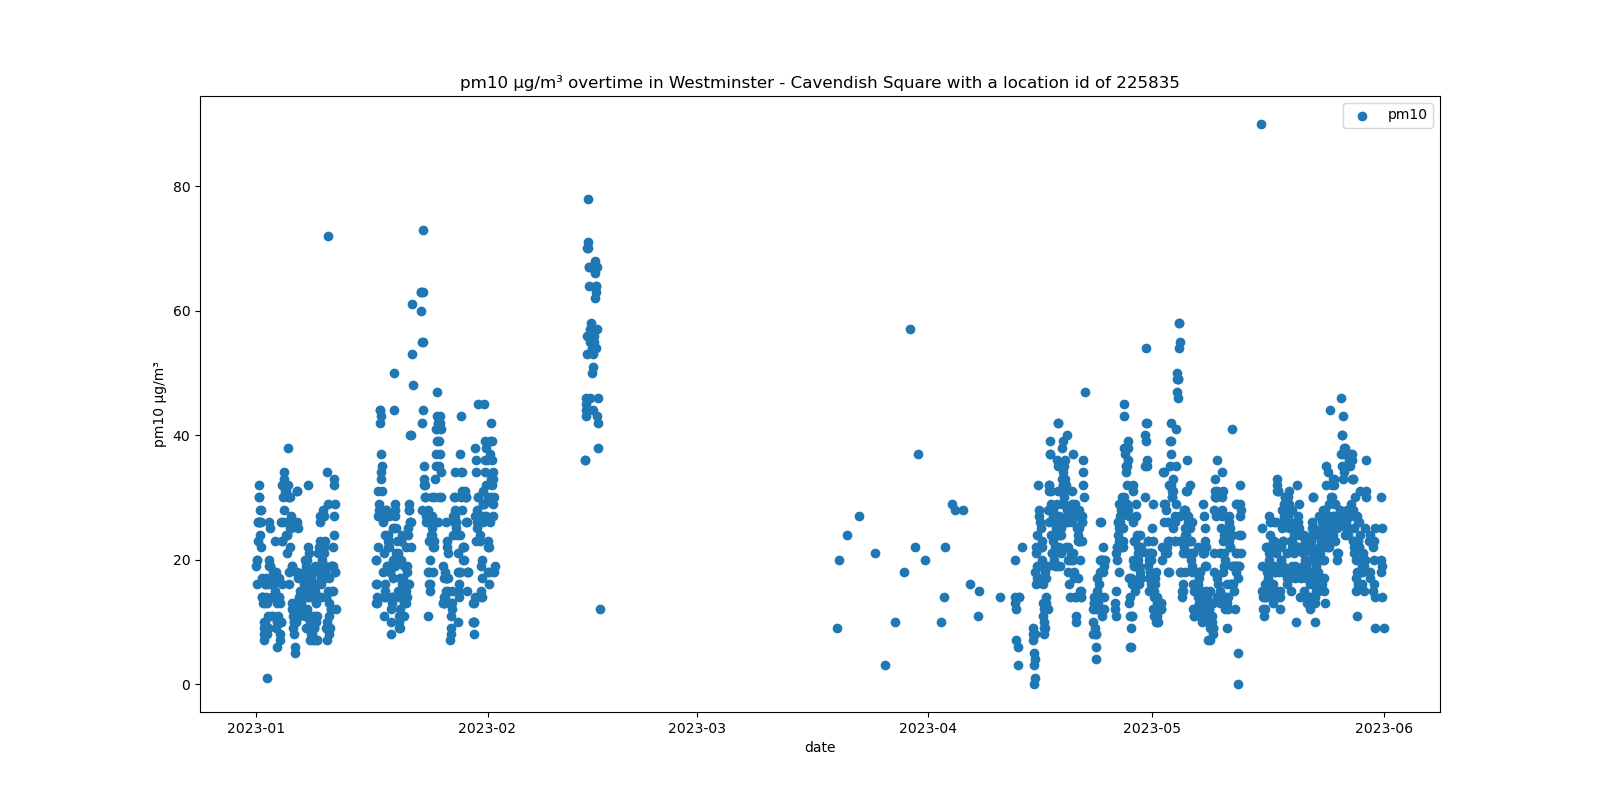 pm10 µg/m³ overtime in Westminster - Cavendish Square with a location id of 225835
pm10
80
60
40
20
0
pm10 µg/m³
2023-01
2023-02
2023-03
2023-04
2023-05
2023-06
date